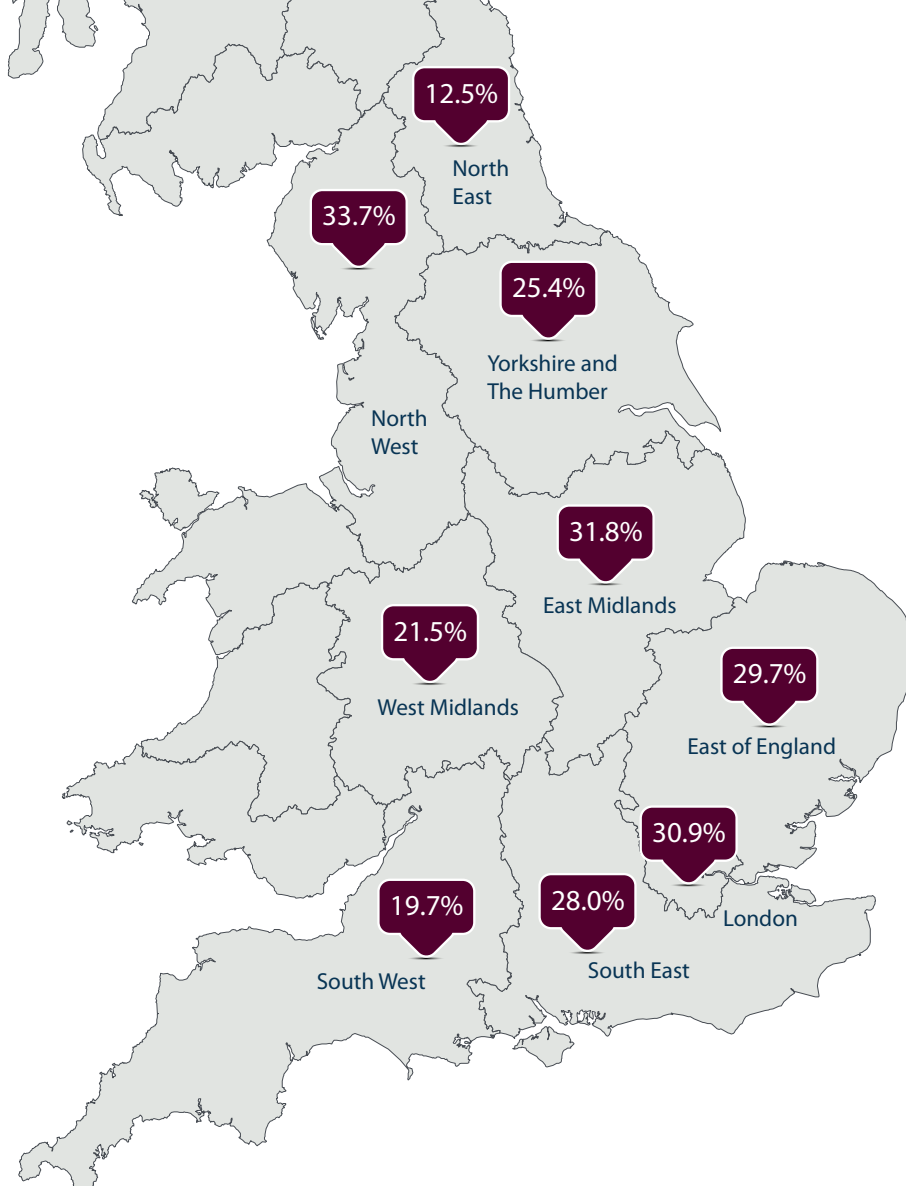 12.5%
North
East
33.7%
25.4%
Yorkshire and
The Humber
North
West
31.8%
East Midlands
21.5%
West Midlands
29.7%
East of England
30.9%
London
19.7%
South West
28.0%
South East